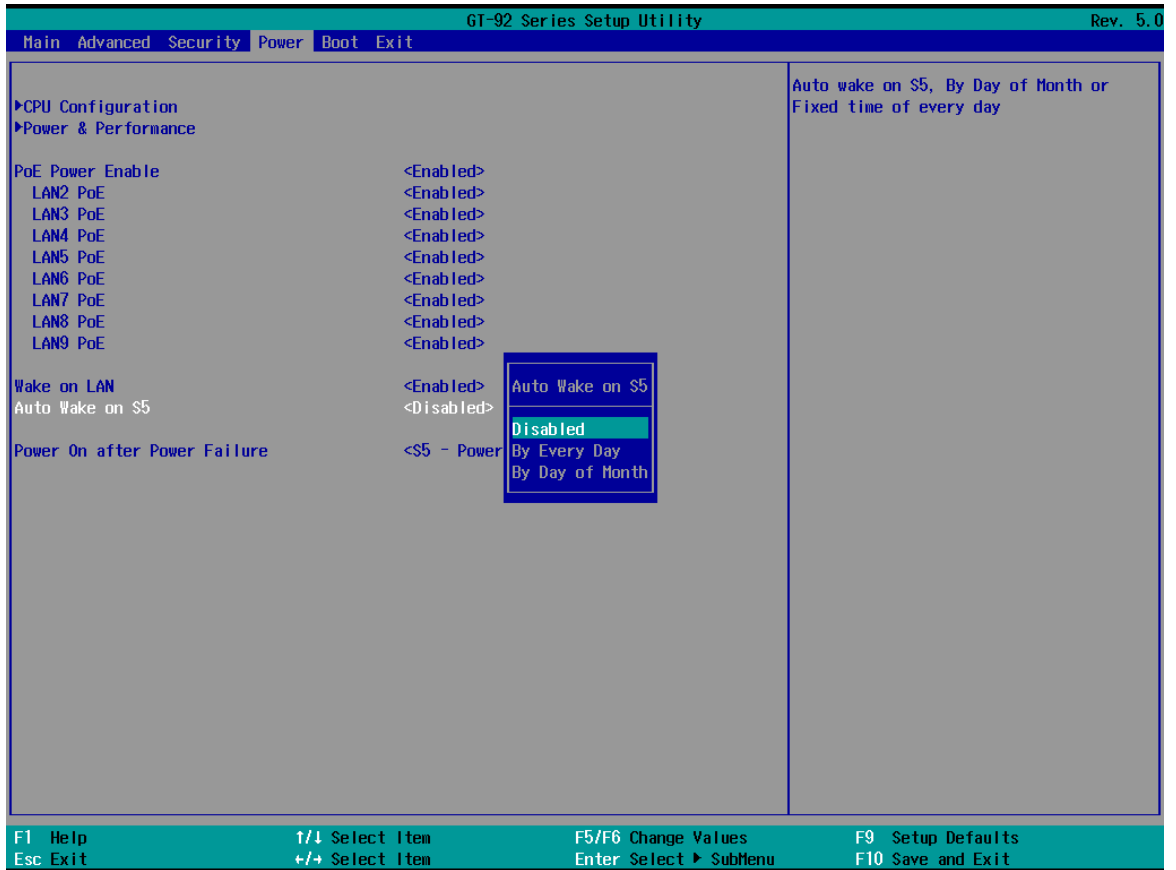 GT-92 Series Setup Utility Rev. 5.0
Main Advanced Security Power Boot Exit
Auto wake on S5, By Day of Month or
Fixed time of every day
▶CPU Configuration
▶Power & Performance
PoE Power Enable <Enabled>
LAN2 PoE <Enabled>
LAN3 PoE <Enabled>
LAN4 PoE <Enabled>
LAN5 PoE <Enabled>
LAN6 PoE <Enabled>
LAN7 PoE <Enabled>
LAN8 PoE <Enabled>
LAN9 PoE <Enabled>
Wake on LAN <Enabled>
Auto Wake on S5 <Disabled>
Power On after Power Failure <S5 - Power
Auto Wake on S5
Disabled
By Every Day
By Day of Month
F1 Help ↑/↓ Select Item F5/F6 Change Values F9 Setup Defaults
Esc Exit ←/→ Select Item Enter Select ▶ SubMenu F10 Save and Exit